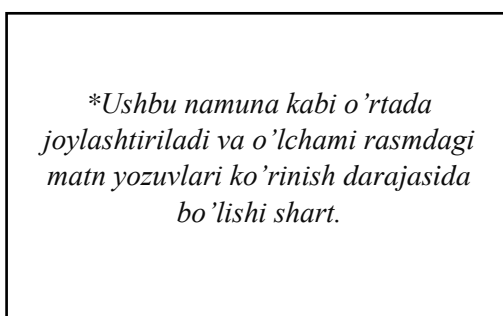 *Ushbu namuna kabi o’rtada
joylashtiriladi va o’lchami rasmdagi
matn yozuvlari ko’rinish darajasida
bo’lishi shart.